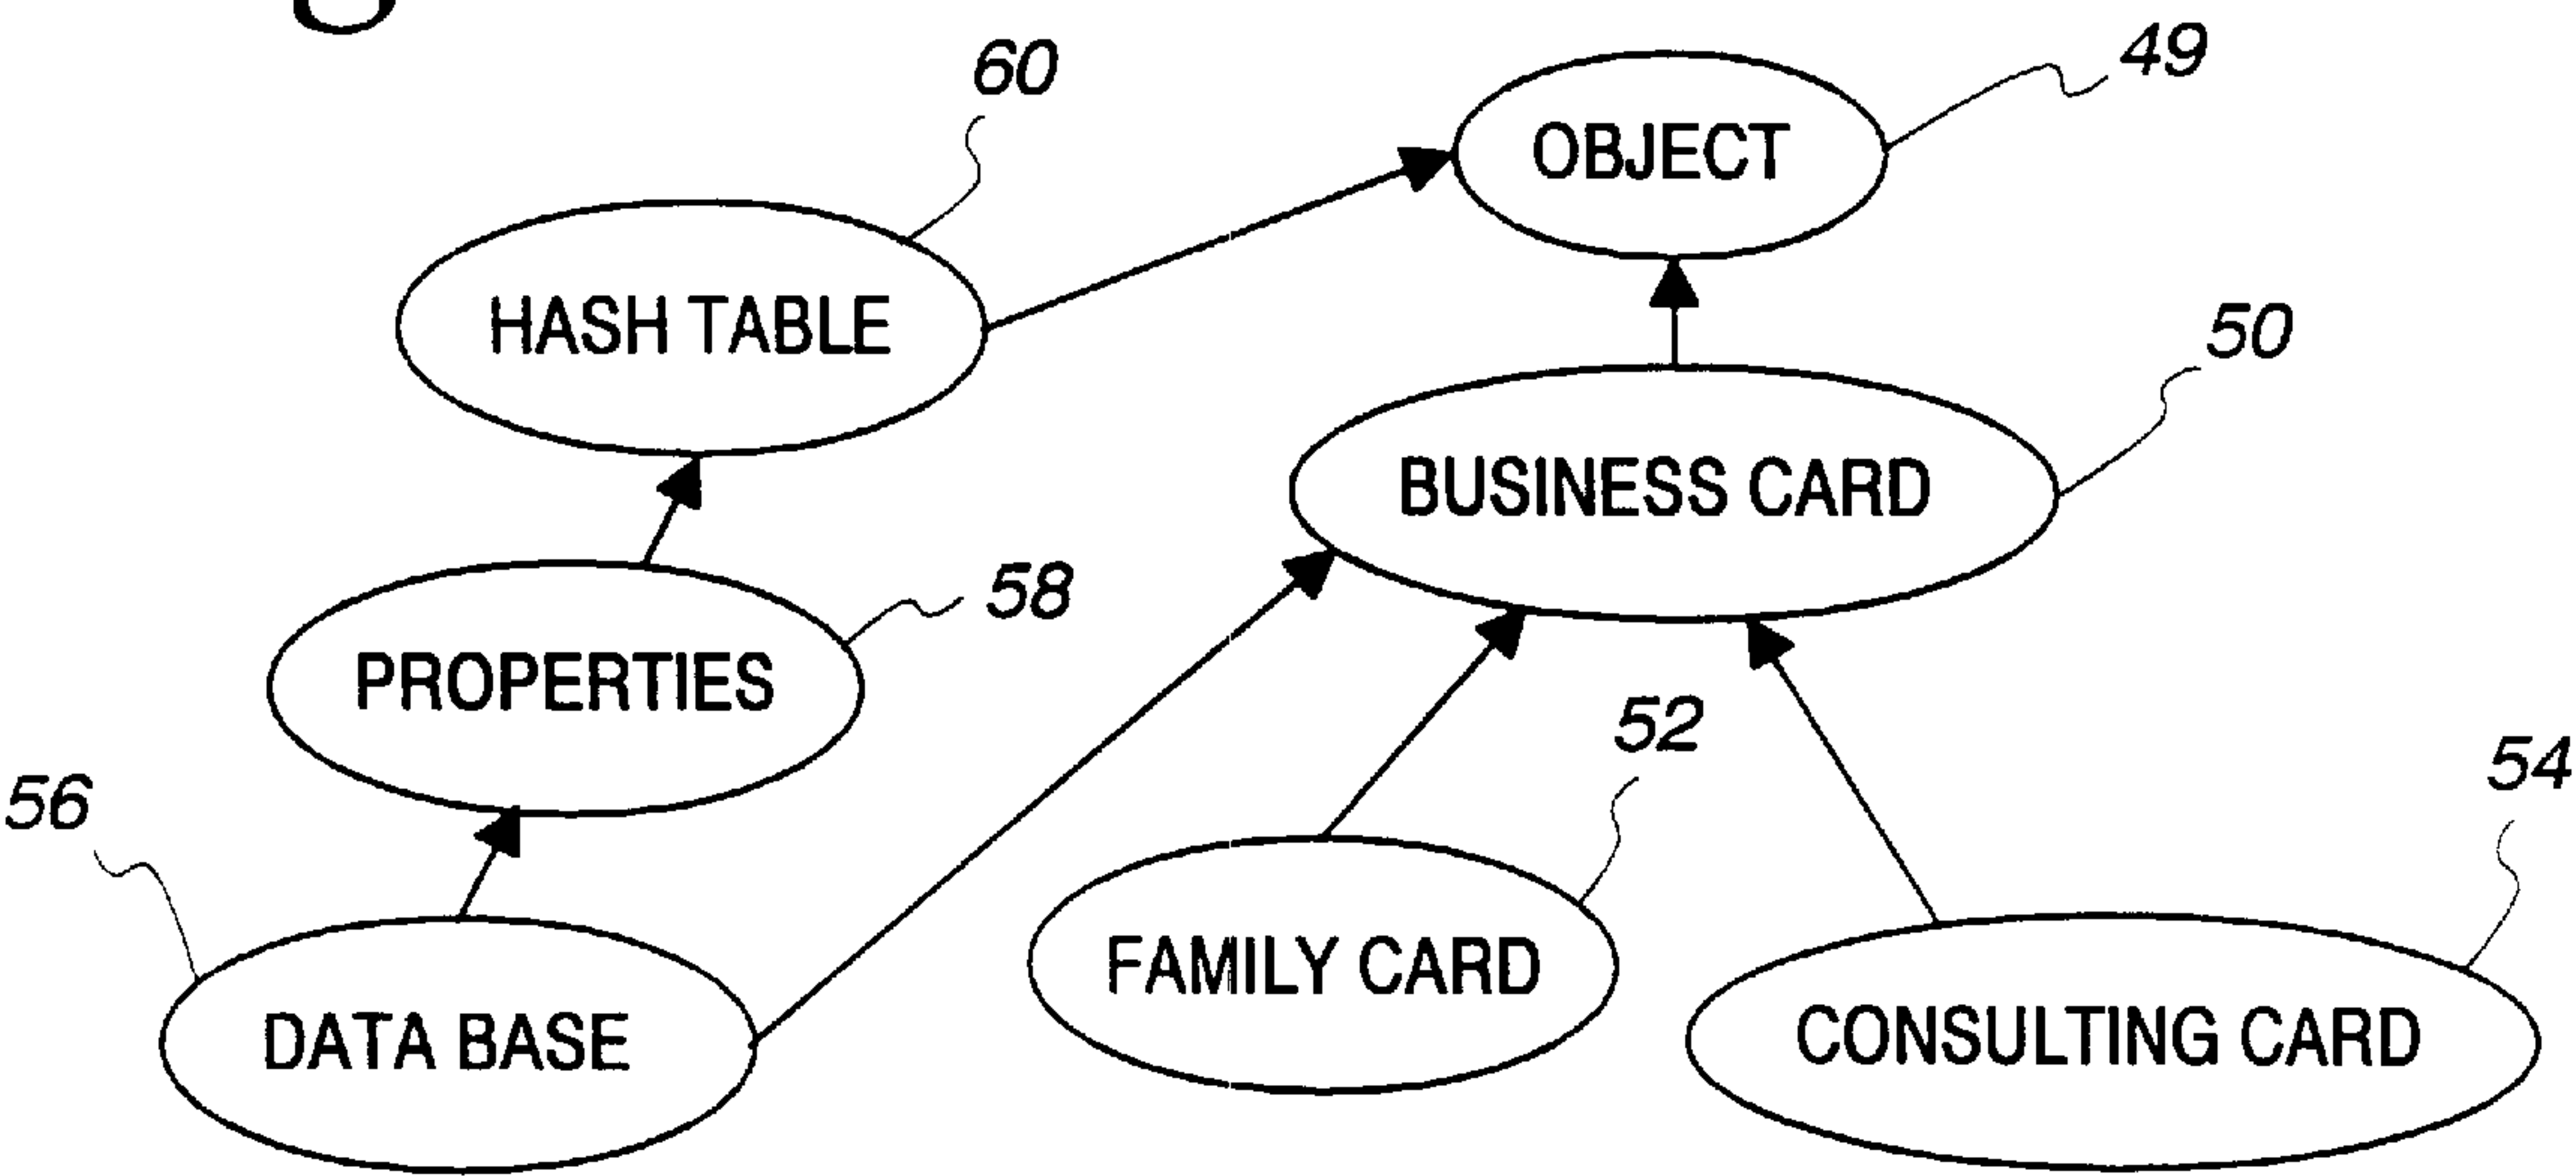 60
49
OBJECT
HASH TABLE
50
BUSINESS CARD
58
PROPERTIES
52
54
56
FAMILY CARD
DATA BASE
CONSULTING CARD